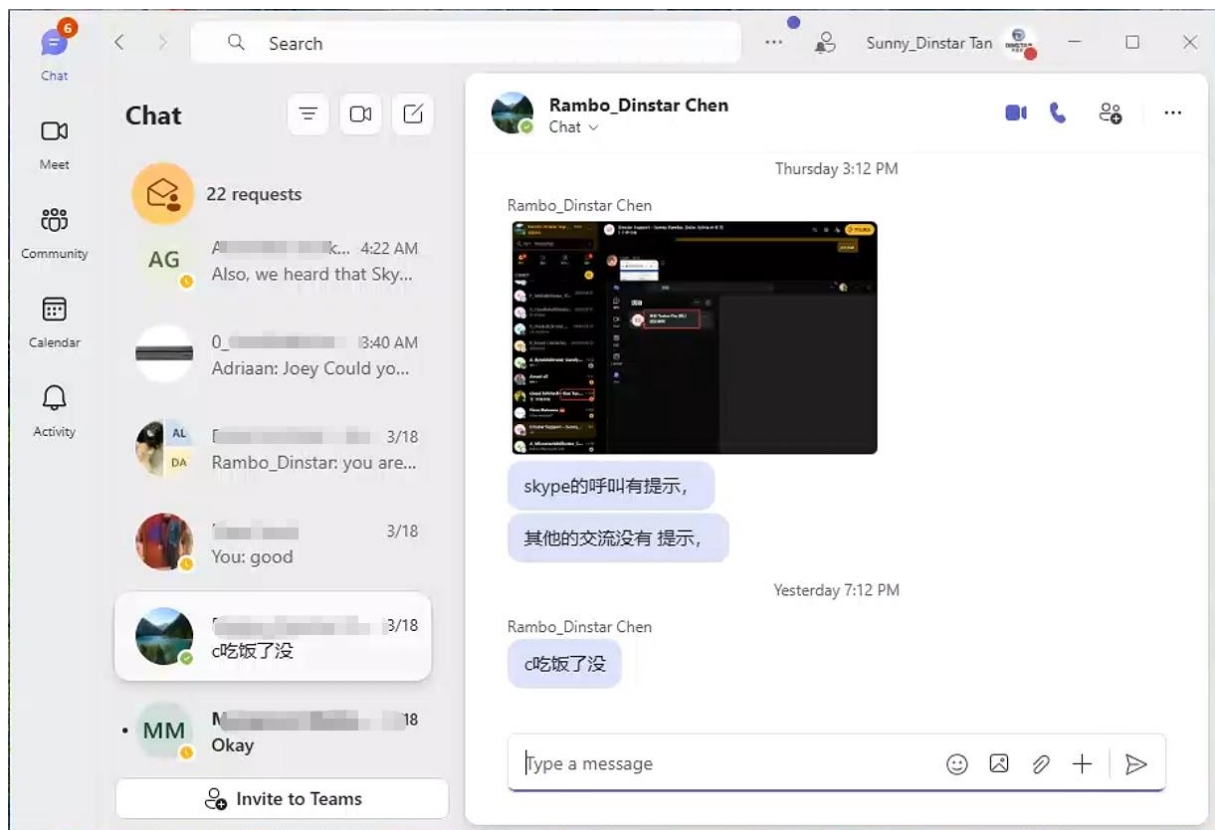 6
Search
Sunny_Dinstar Tan
Chat
Meet
Community
Calendar
Activity
Chat
22 requests
AG
4:22 AM
Also, we heard that Sky...
0_
3:40 AM
Adriaan: Joey Could yo...
AL
DA
3/18
Rambo_Dinstar: you are...
3/18
You: good
3/18
c吃饭了没
MM
18
Okay
Invite to Teams
Rambo_Dinstar Chen
Chat
Thursday 3:12 PM
Rambo_Dinstar Chen
skype的呼叫有提示，
其他的交流没有 提示，
Yesterday 7:12 PM
Rambo_Dinstar Chen
c吃饭了没
Type a message